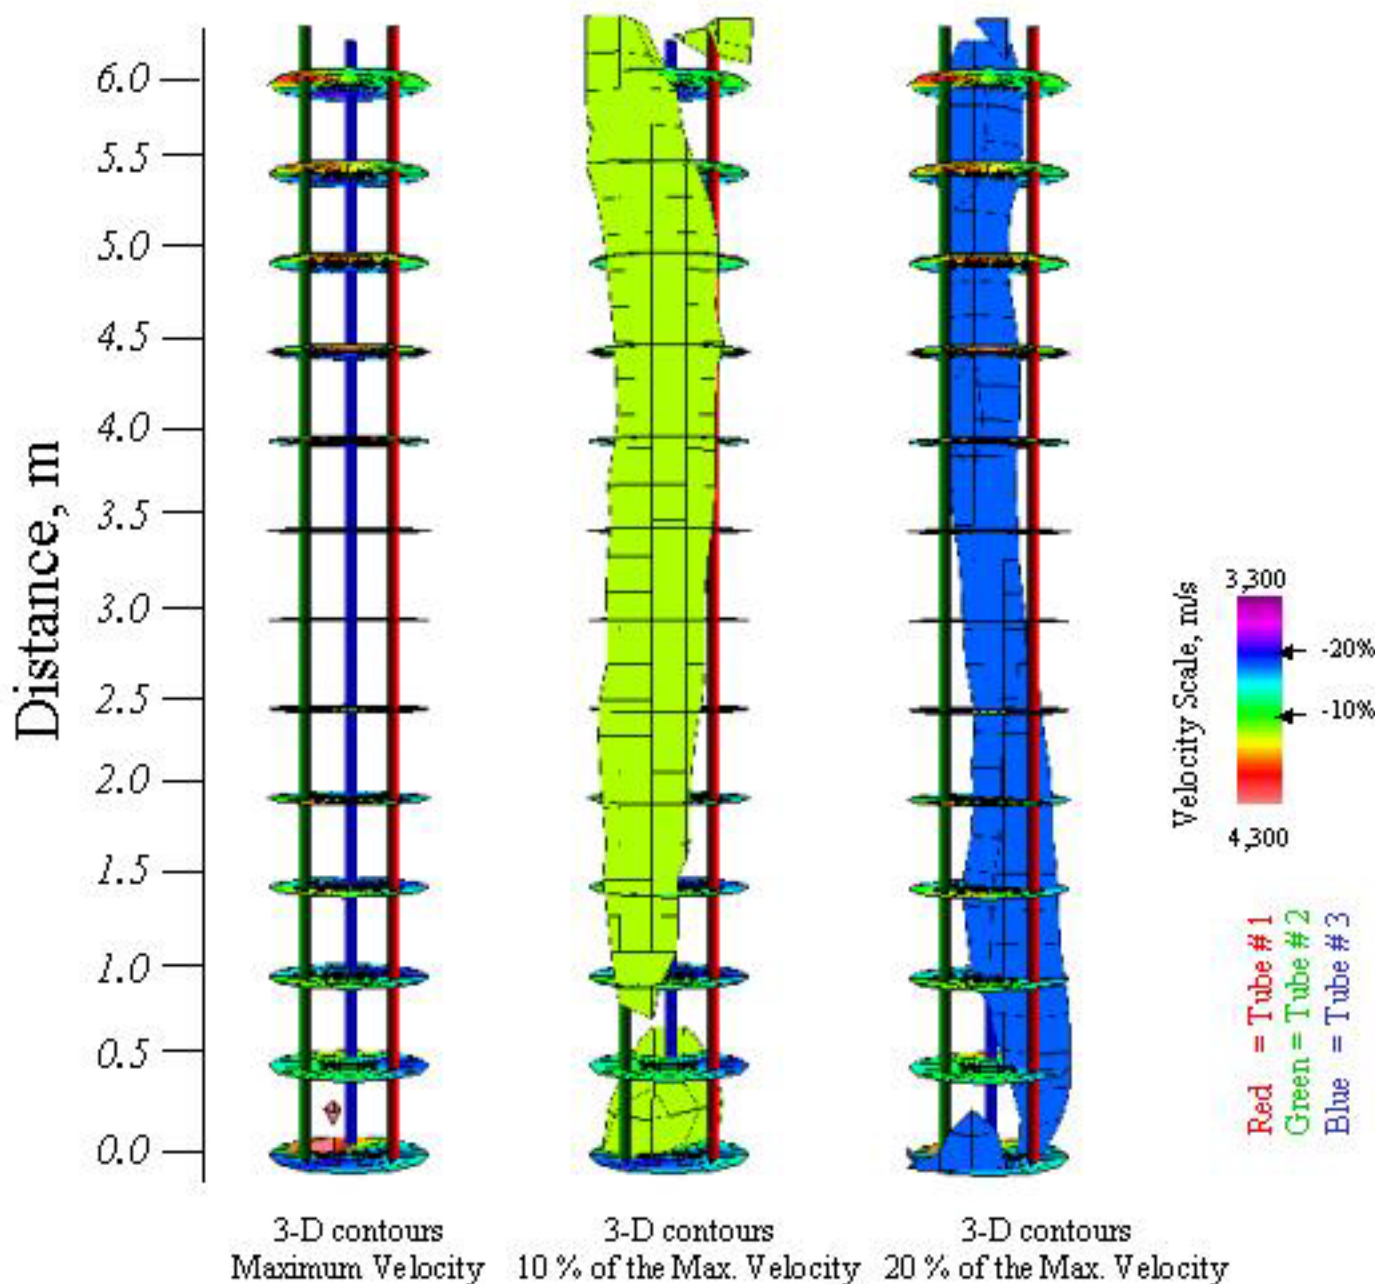 Distance, m
6.0
5.5
5.0
4.5
4.0
3.5
3.0
2.5
2.0
1.5
1.0
0.5
0.0
3-D contours
Maximum Velocity
3-D contours
10 % of the Max. Velocity
3-D contours
20 % of the Max. Velocity
Velocity Scale, m/s
3,300
-20%
-10%
4,300
Red = Tube # 1
Green = Tube # 2
Blue = Tube # 3